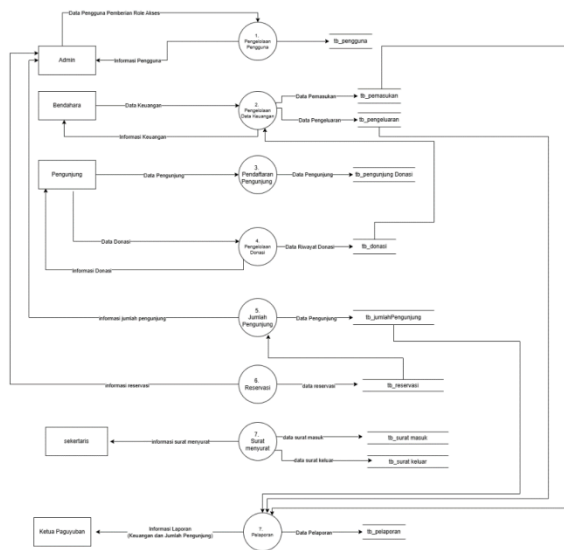 Data Pengguna Pemberian Role Akses
1.
Pengelolaan
Pengguna
tb_pengguna
Admin
Informasi Pengguna
Bendahara
Data Keuangan
2.
Pengelolaan
Data Keuangan
Data Pemasukan
tb_pemasukan
Data Pengeluaran
tb_pengeluaran
Informasi Keuangan
Pengunjung
Data Pengunjung
3.
Pendaftaran
Pengunjung
Data Pengunjung
tb_pengunjung Donasi
Data Donasi
4.
Pengelolaan
Donasi
Data Riwayat Donasi
tb_donasi
Informasi Donasi
Informasi jumlah pengunjung
5.
Jumlah
Pengunjung
Data Pengunjung
tb_jumlahPengunjung
Informasi reservasi
6.
Reservasi
data reservasi
tb_reservasi
sekertaris
informasi surat menyurat
7.
Surat
menyurat
data surat masuk
tb_surat masuk
data surat keluar
tb_surat keluar
Ketua Paguyuban
Informasi Laporan
(Keuangan dan Jumlah Pengunjung)
7.
Pelaporan
Data Pelaporan
tb_pelaporan